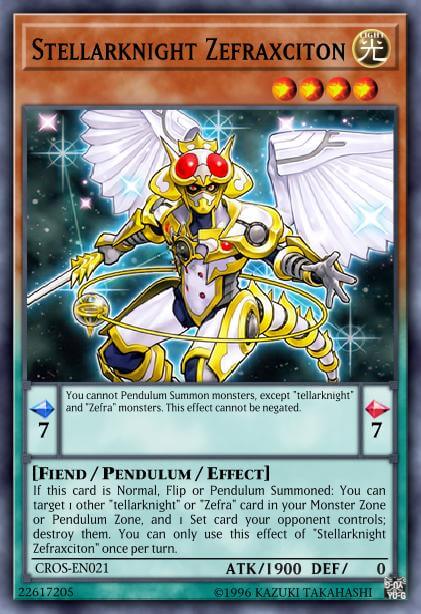 STELLARKNIGHT ZEFRAXCITON
LIGHT
光
You cannot Pendulum Summon monsters, except "tellarknight"
and "Zefra" monsters. This effect cannot be negated.
7
7
[FIEND / PENDULUM / EFFECT]
If this card is Normal, Flip or Pendulum Summoned: You can
target 1 other "tellarknight" or "Zefra" card in your Monster Zone
or Pendulum Zone, and 1 Set card your opponent controls;
destroy them. You can only use this effect of "Stellarknight
Zefraxciton" once per turn.
CROS-EN021
ATK/1900 DEF/ 0
22617205
©1996 KAZUKI TAKAHASHI